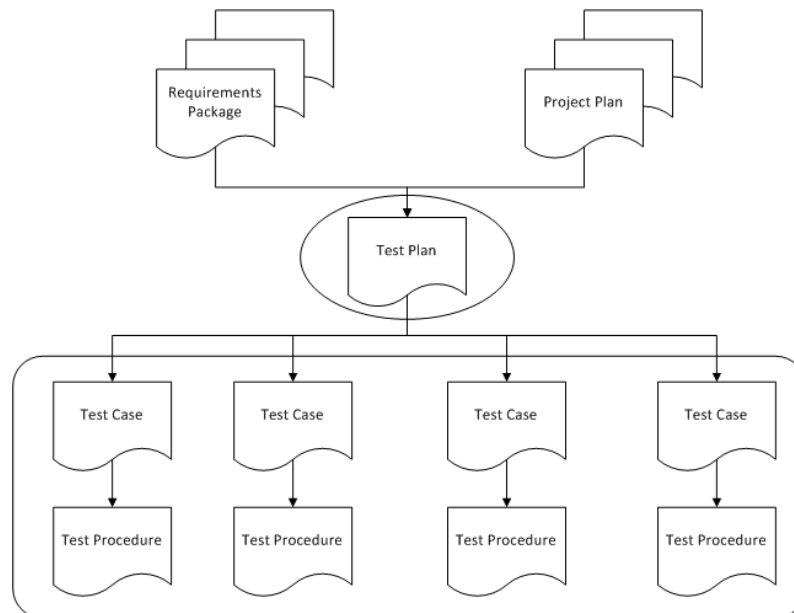 Requirements
Package
Project Plan
Test Plan
Test Case
Test Case
Test Case
Test Case
Test Procedure
Test Procedure
Test Procedure
Test Procedure